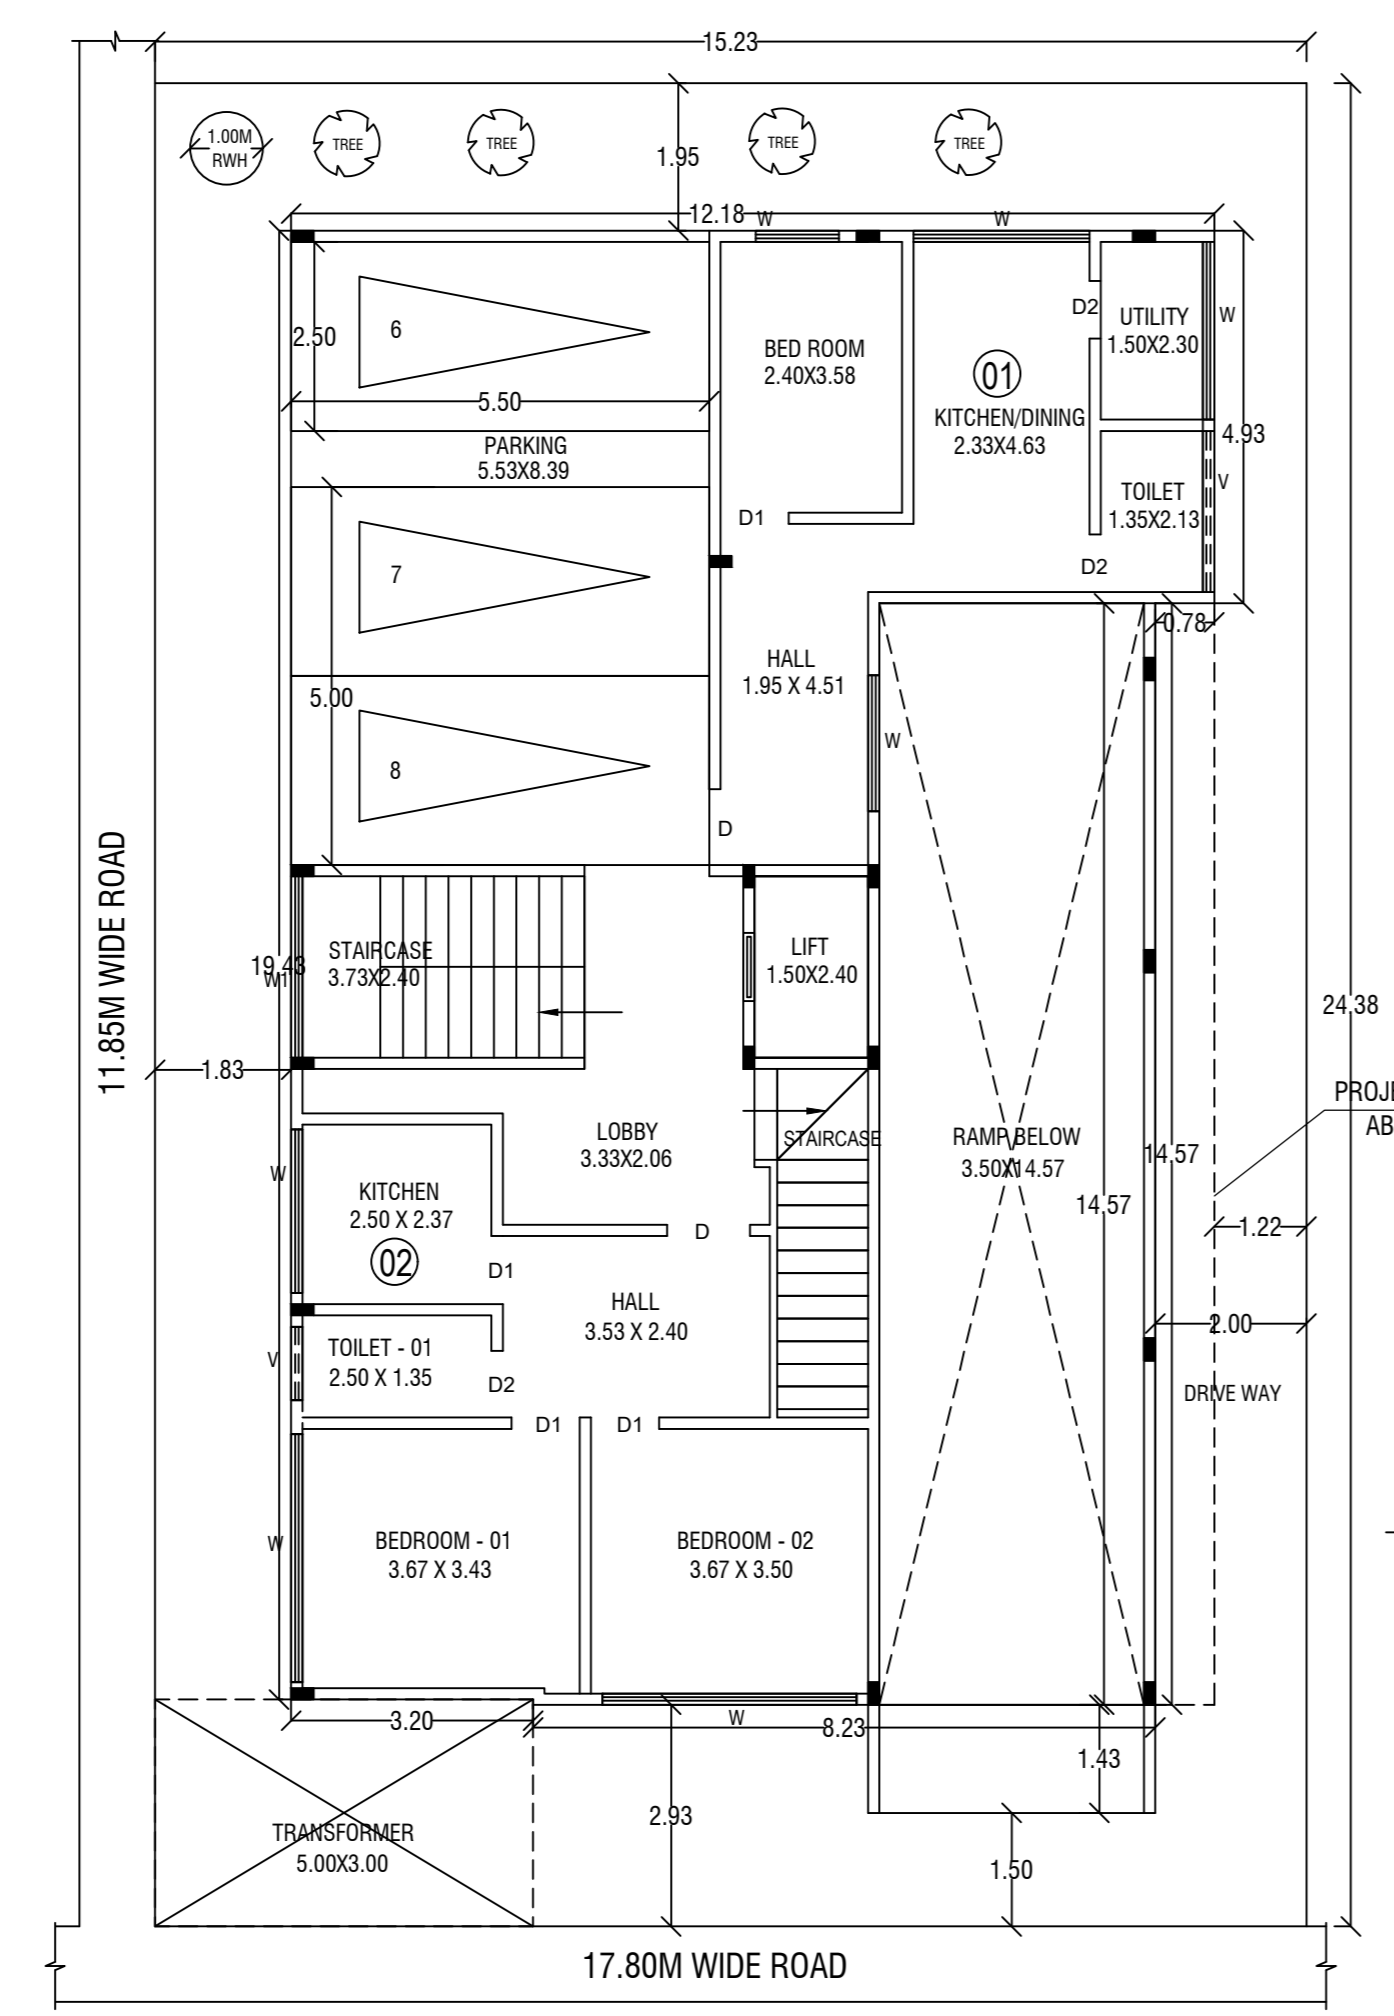 15.23
1.00M
RWH
TREE
TREE
TREE
TREE
1.95
12.18
W
W
2.50
6
5.50
PARKING
5.53X8.39
BED ROOM
2.40X3.58
01
KITCHEN/DINING
2.33X4.63
D2
UTILITY
1.50X2.30
W
4.93
TOILET
1.35X2.13
V
D1
D2
7
0.78
HALL
1.95 X 4.51
5.00
W
8
D
11.85M WIDE ROAD
STAIRCASE
3.73X2.40
19.43
W1
LIFT
1.50X2.40
24.38
1.83
PROJE
AB
LOBBY
3.33X2.06
STAIRCASE
RAMP BELOW
3.50X14.57
14.57
14.57
W
KITCHEN
2.50 X 2.37
02
D
1.22
D1
HALL
3.53 X 2.40
2.00
V
TOILET - 01
2.50 X 1.35
D2
DRIVE WAY
D1
D1
W
BEDROOM - 01
3.67 X 3.43
BEDROOM - 02
3.67 X 3.50
3.20
W
8.23
1.43
2.93
TRANSFORMER
5.00X3.00
1.50
17.80M WIDE ROAD